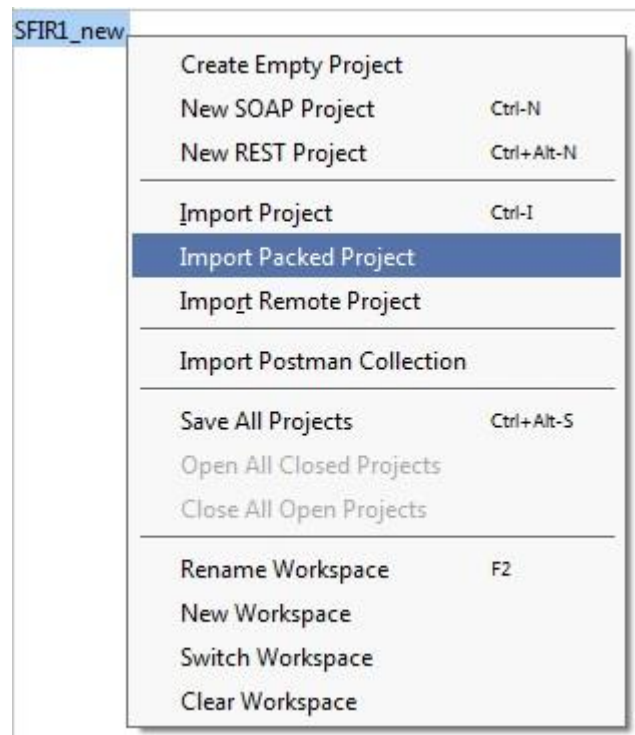 SFIR1_new
Create Empty Project
New SOAP Project Ctrl-N
New REST Project Ctrl+Alt-N
Import Project Ctrl-I
Import Packed Project
Import Remote Project
Import Postman Collection
Save All Projects Ctrl+Alt-S
Open All Closed Projects
Close All Open Projects
Rename Workspace F2
New Workspace
Switch Workspace
Clear Workspace